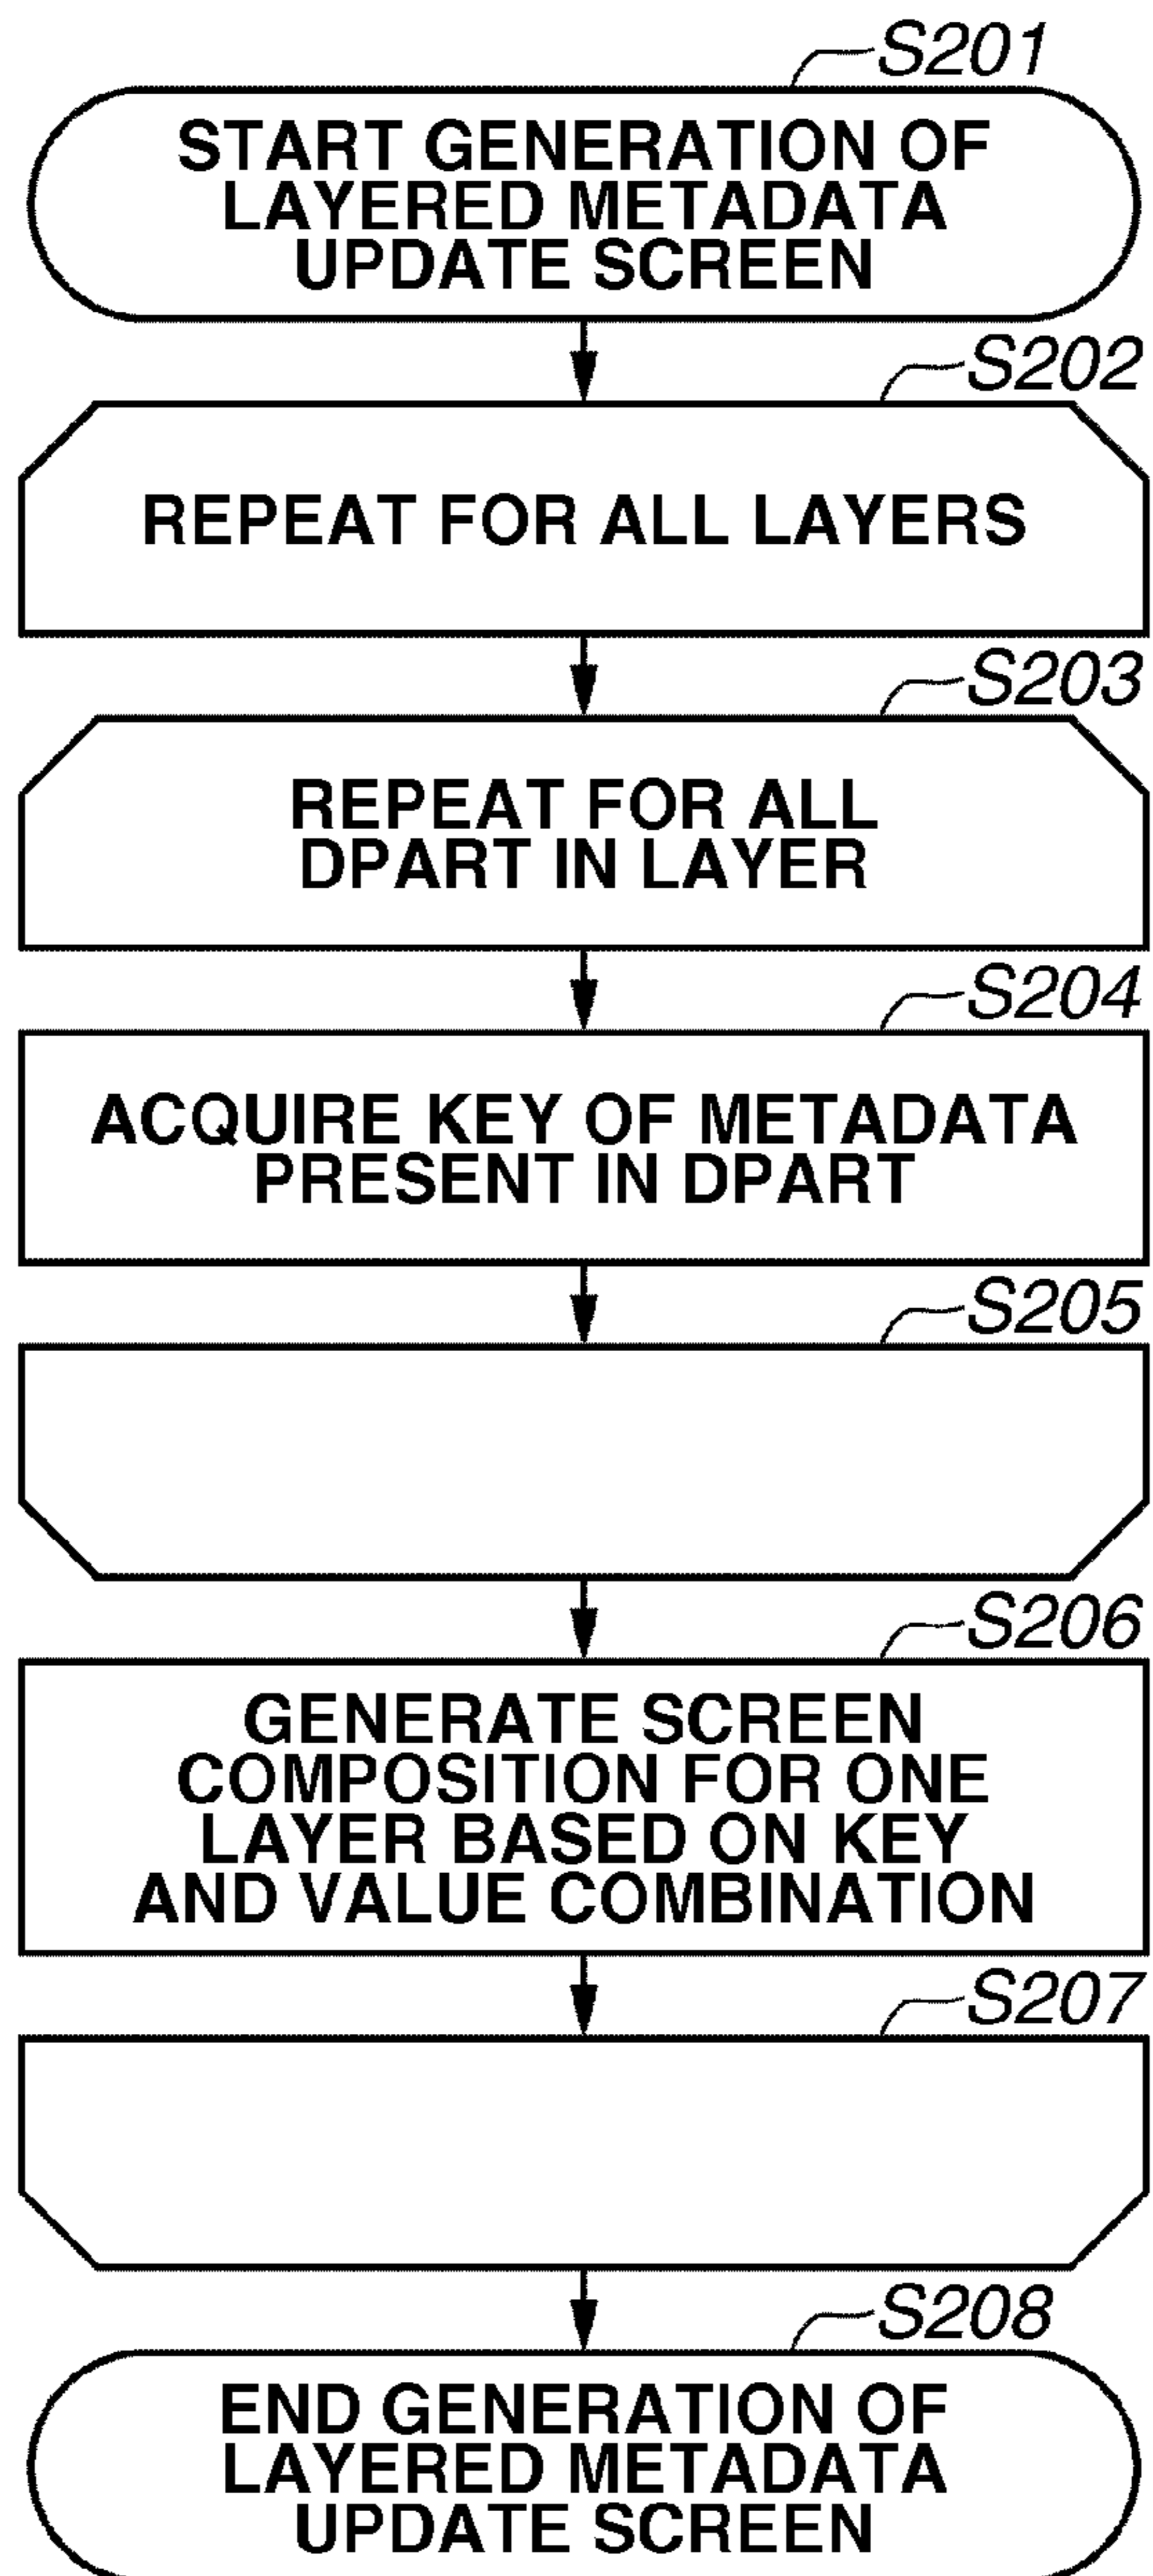 S201
START GENERATION OF
LAYERED METADATA
UPDATE SCREEN
S202
REPEAT FOR ALL LAYERS
S203
REPEAT FOR ALL
DPART IN LAYER
S204
ACQUIRE KEY OF METADATA
PRESENT IN DPART
S205
S206
GENERATE SCREEN
COMPOSITION FOR ONE
LAYER BASED ON KEY
AND VALUE COMBINATION
S207
S208
END GENERATION OF
LAYERED METADATA
UPDATE SCREEN